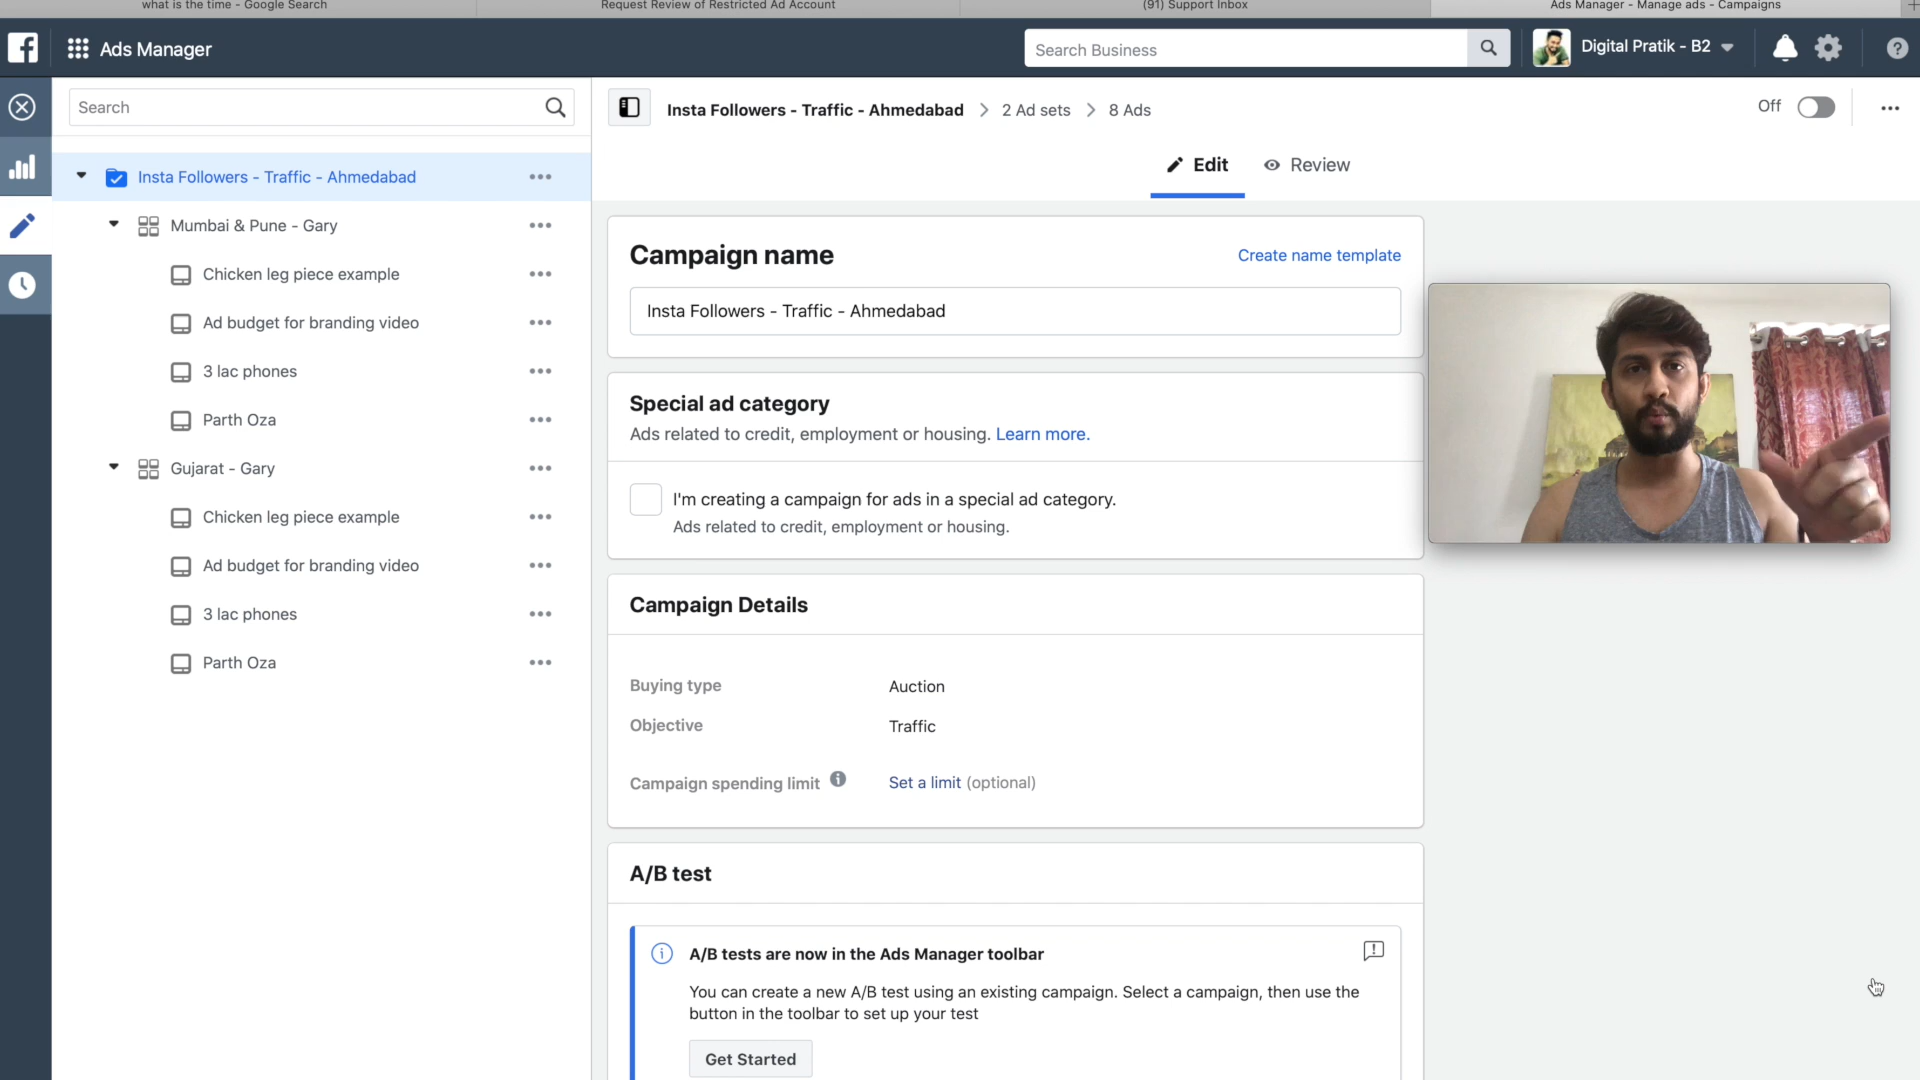 what is the time - Google Search
Request Review of Restricted Ad Account
(91) Support Inbox
Ads Manager - Manage ads - Campaigns
Ads Manager
Search Business
Digital Pratik - B2
Search
Insta Followers - Traffic - Ahmedabad
2 Ad sets
8 Ads
Off
Edit
Review
Insta Followers - Traffic - Ahmedabad
Mumbai & Pune - Gary
Chicken leg piece example
Ad budget for branding video
3 lac phones
Parth Oza
Gujarat - Gary
Chicken leg piece example
Ad budget for branding video
3 lac phones
Parth Oza
Campaign name
Create name template
Insta Followers - Traffic - Ahmedabad
Special ad category
Ads related to credit, employment or housing. Learn more.
I'm creating a campaign for ads in a special ad category.
Ads related to credit, employment or housing.
Campaign Details
Buying type
Auction
Objective
Traffic
Campaign spending limit
Set a limit (optional)
A/B test
A/B tests are now in the Ads Manager toolbar
You can create a new A/B test using an existing campaign. Select a campaign, then use the
button in the toolbar to set up your test
Get Started